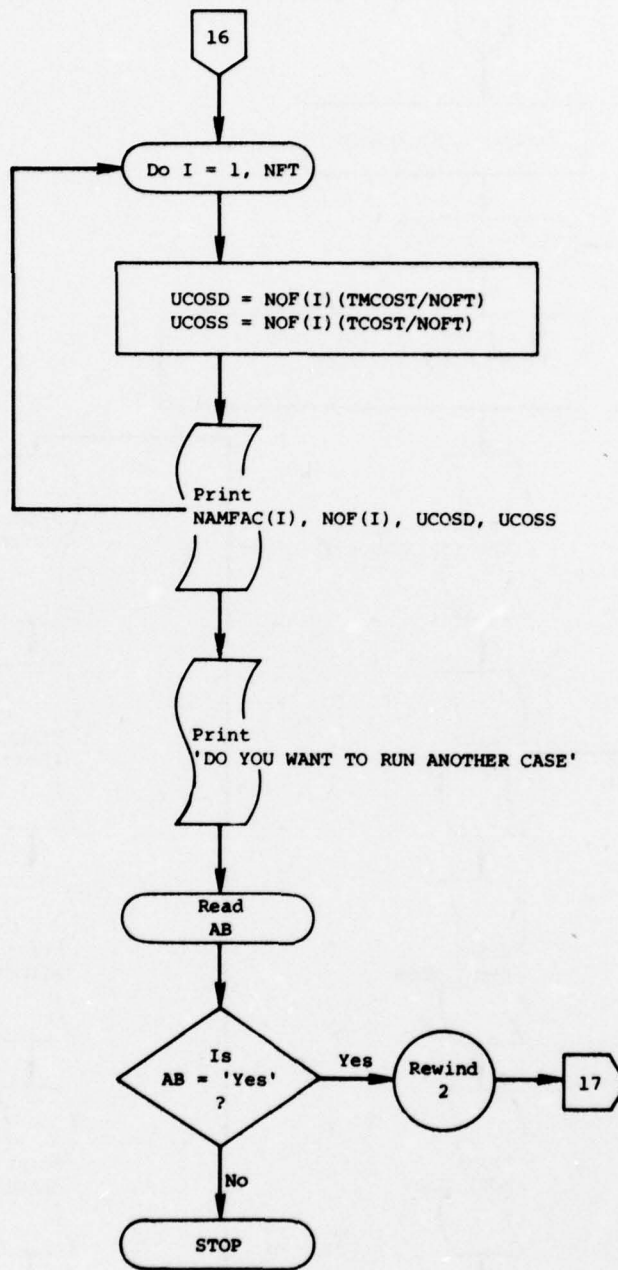 16
Do I = 1, NFT
UCOSD = NOF(I)(TMCOST/NOFT)
UCOSS = NOF(I)(TCOST/NOFT)
Print
NAMFAC(I), NOF(I), UCOSD, UCOSS
Print
'DO YOU WANT TO RUN ANOTHER CASE'
Read
AB
Is
AB = 'Yes'
?
Yes
Rewind
2
17
No
STOP